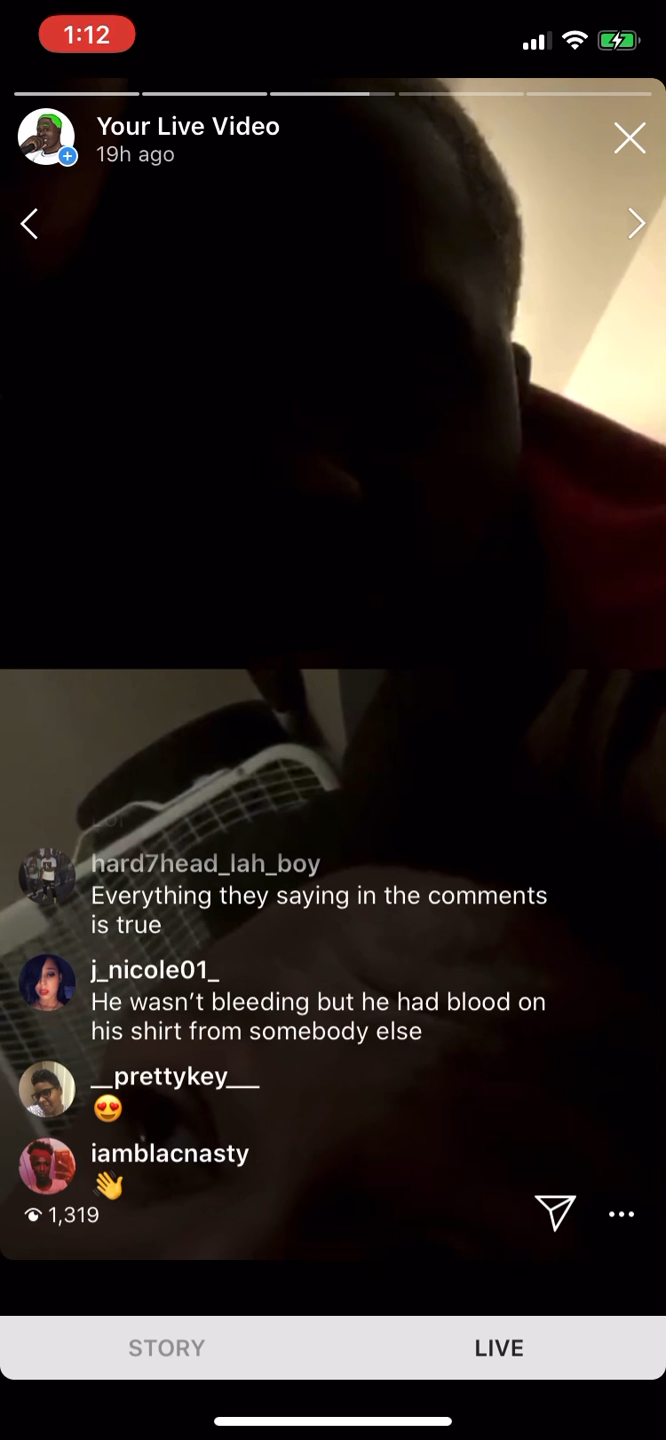 1:12
Your Live Video
19h ago
hard7head_lah_boy
Everything they saying in the comments
is true
j_nicole01_
He wasn’t bleeding but he had blood on
his shirt from somebody else
__prettykey___
😍
iamblacnasty
👋
1,319
STORY
LIVE